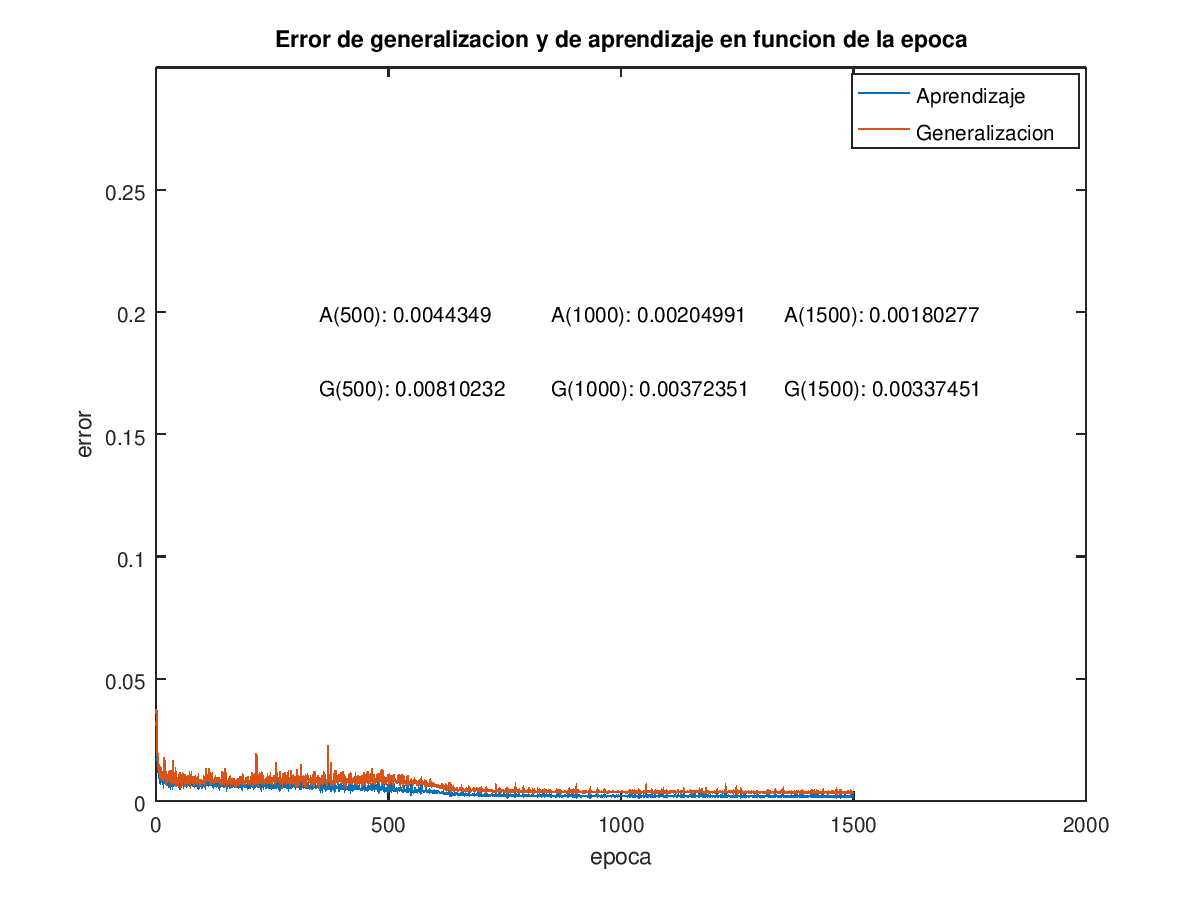 Error de generalizacion y de aprendizaje en funcion de la epoca
Aprendizaje
Generalizacion
0.25
0.2
0.15
0.1
0.05
0
error
A(500): 0.0044349
A(1000): 0.00204991
A(1500): 0.00180277
G(500): 0.00810232
G(1000): 0.00372351
G(1500): 0.00337451
0
500
1000
1500
2000
epoca